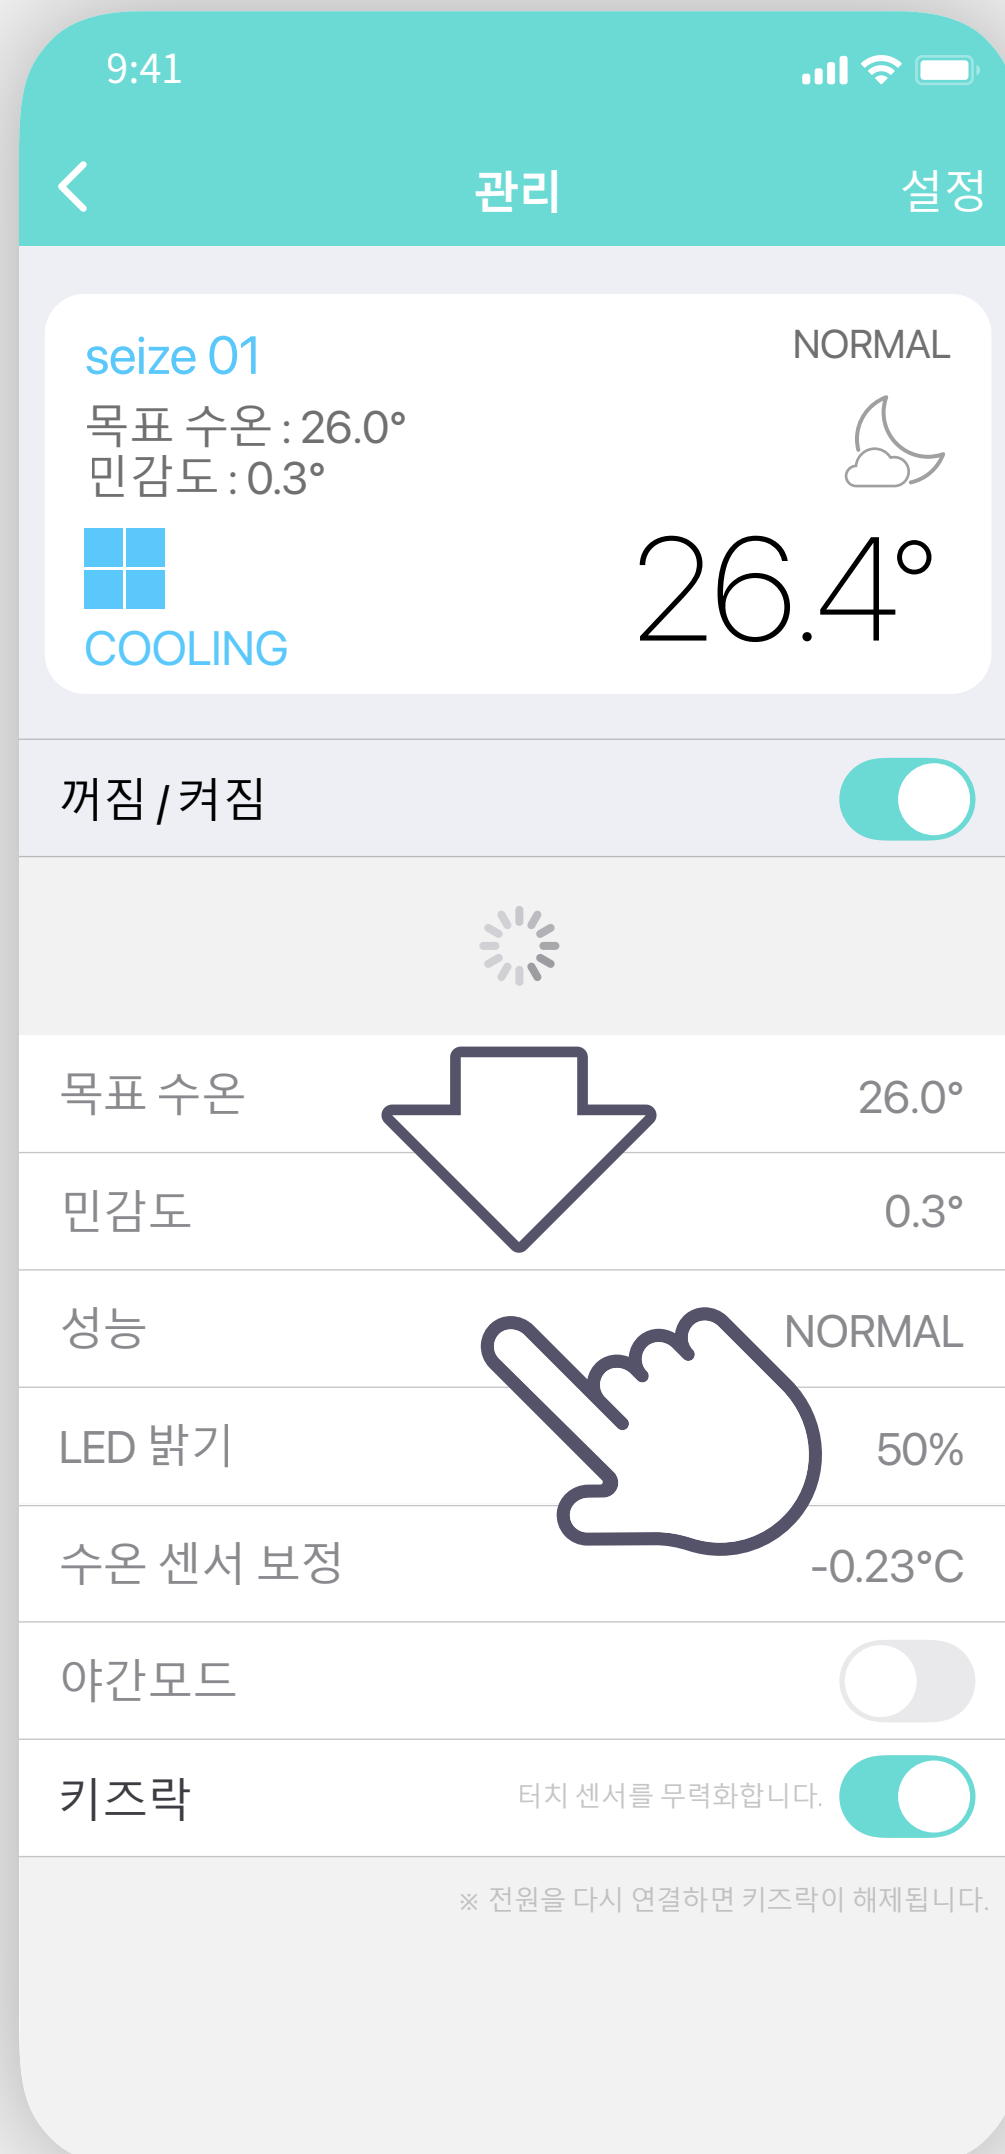 9:41
관리
설정
seize 01
NORMAL
목표 수온 : 26.0°
민감도 : 0.3°
26.4°
COOLING
꺼짐 / 켜짐
목표 수온 26.0°
민감도 0.3°
성능 NORMAL
LED 밝기 50%
수온 센서 보정 -0.23°C
야간모드
키즈락 터치 센서를 무력화합니다.
※ 전원을 다시 연결하면 키즈락이 해제됩니다.